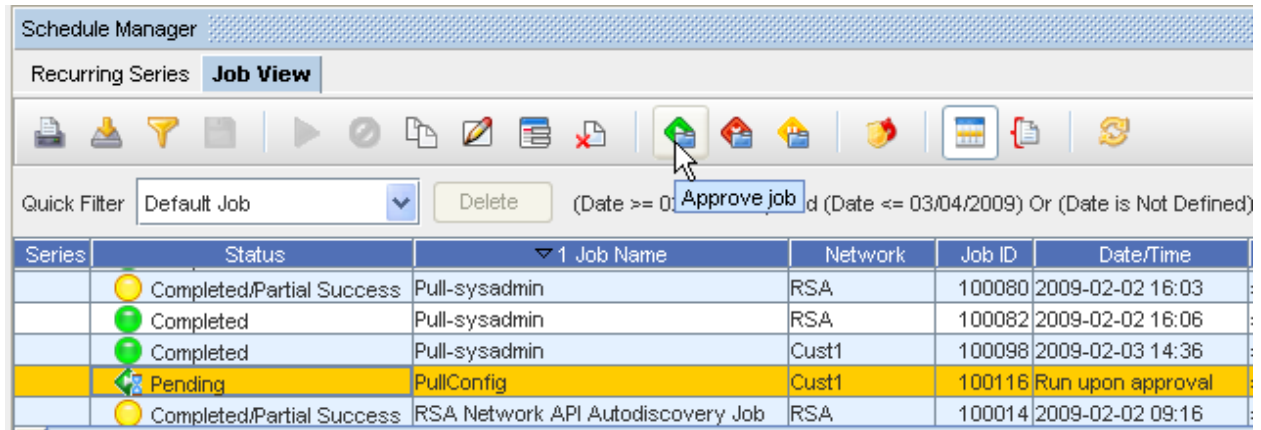 Schedule Manager
Recurring Series Job View
Quick Filter Default Job Delete (Date >= 0 Approve job d (Date <= 03/04/2009) Or (Date is Not Defined)
Series Status 1 Job Name Network Job ID Date/Time
Completed/Partial Success Pull-sysadmin RSA 100080 2009-02-02 16:03
Completed Pull-sysadmin RSA 100082 2009-02-02 16:06
Completed Pull-sysadmin Cust1 100098 2009-02-03 14:36
Pending PullConfig Cust1 100116 Run upon approval
Completed/Partial Success RSA Network API Autodiscovery Job RSA 100014 2009-02-02 09:16